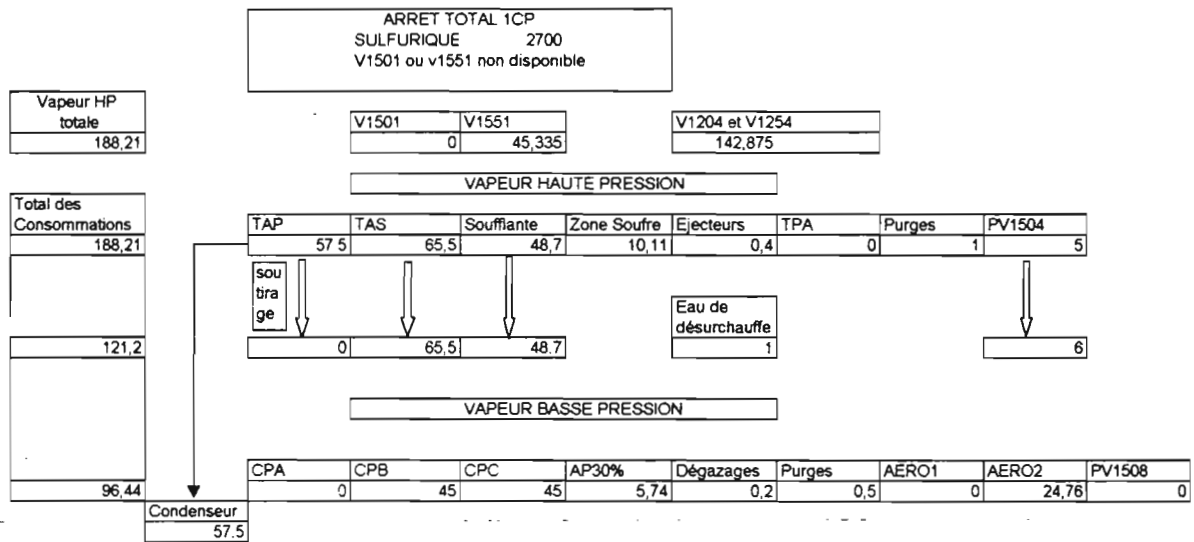 ARRET TOTAL 1CP
SULFURIQUE 2700
V1501 ou v1551 non disponible
Vapeur HP
totale
188,21
V1501 V1551
0 45,335
V1204 et V1254
142,875
VAPEUR HAUTE PRESSION
Total des
Consommations
188,21
TAP TAS Soufflante Zone Soufre Ejecteurs TPA Purges PV1504
57 5 65,5 48,7 10,11 0,4 0 1 5
sou
tira
ge
Eau de
désurchauffe
121,2 0 65,5 48.7 1 6
VAPEUR BASSE PRESSION
CPA CPB CPC AP30% Dégazages Purges AERO1 AERO2 PV1508
96,44 0 45 45 5,74 0,2 0,5 0 24,76 0
Condenseur
57.5